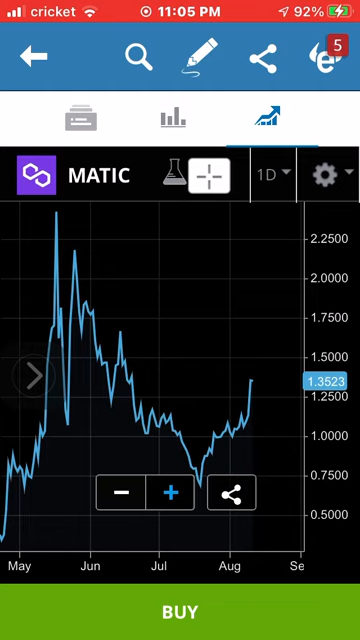 cricket 11:05 PM 92%
5
MATIC 1D
2.2500
2.0000
1.7500
1.5000
1.3523
1.2500
1.0000
0.7500
0.5000
May Jun Jul Aug Se
BUY